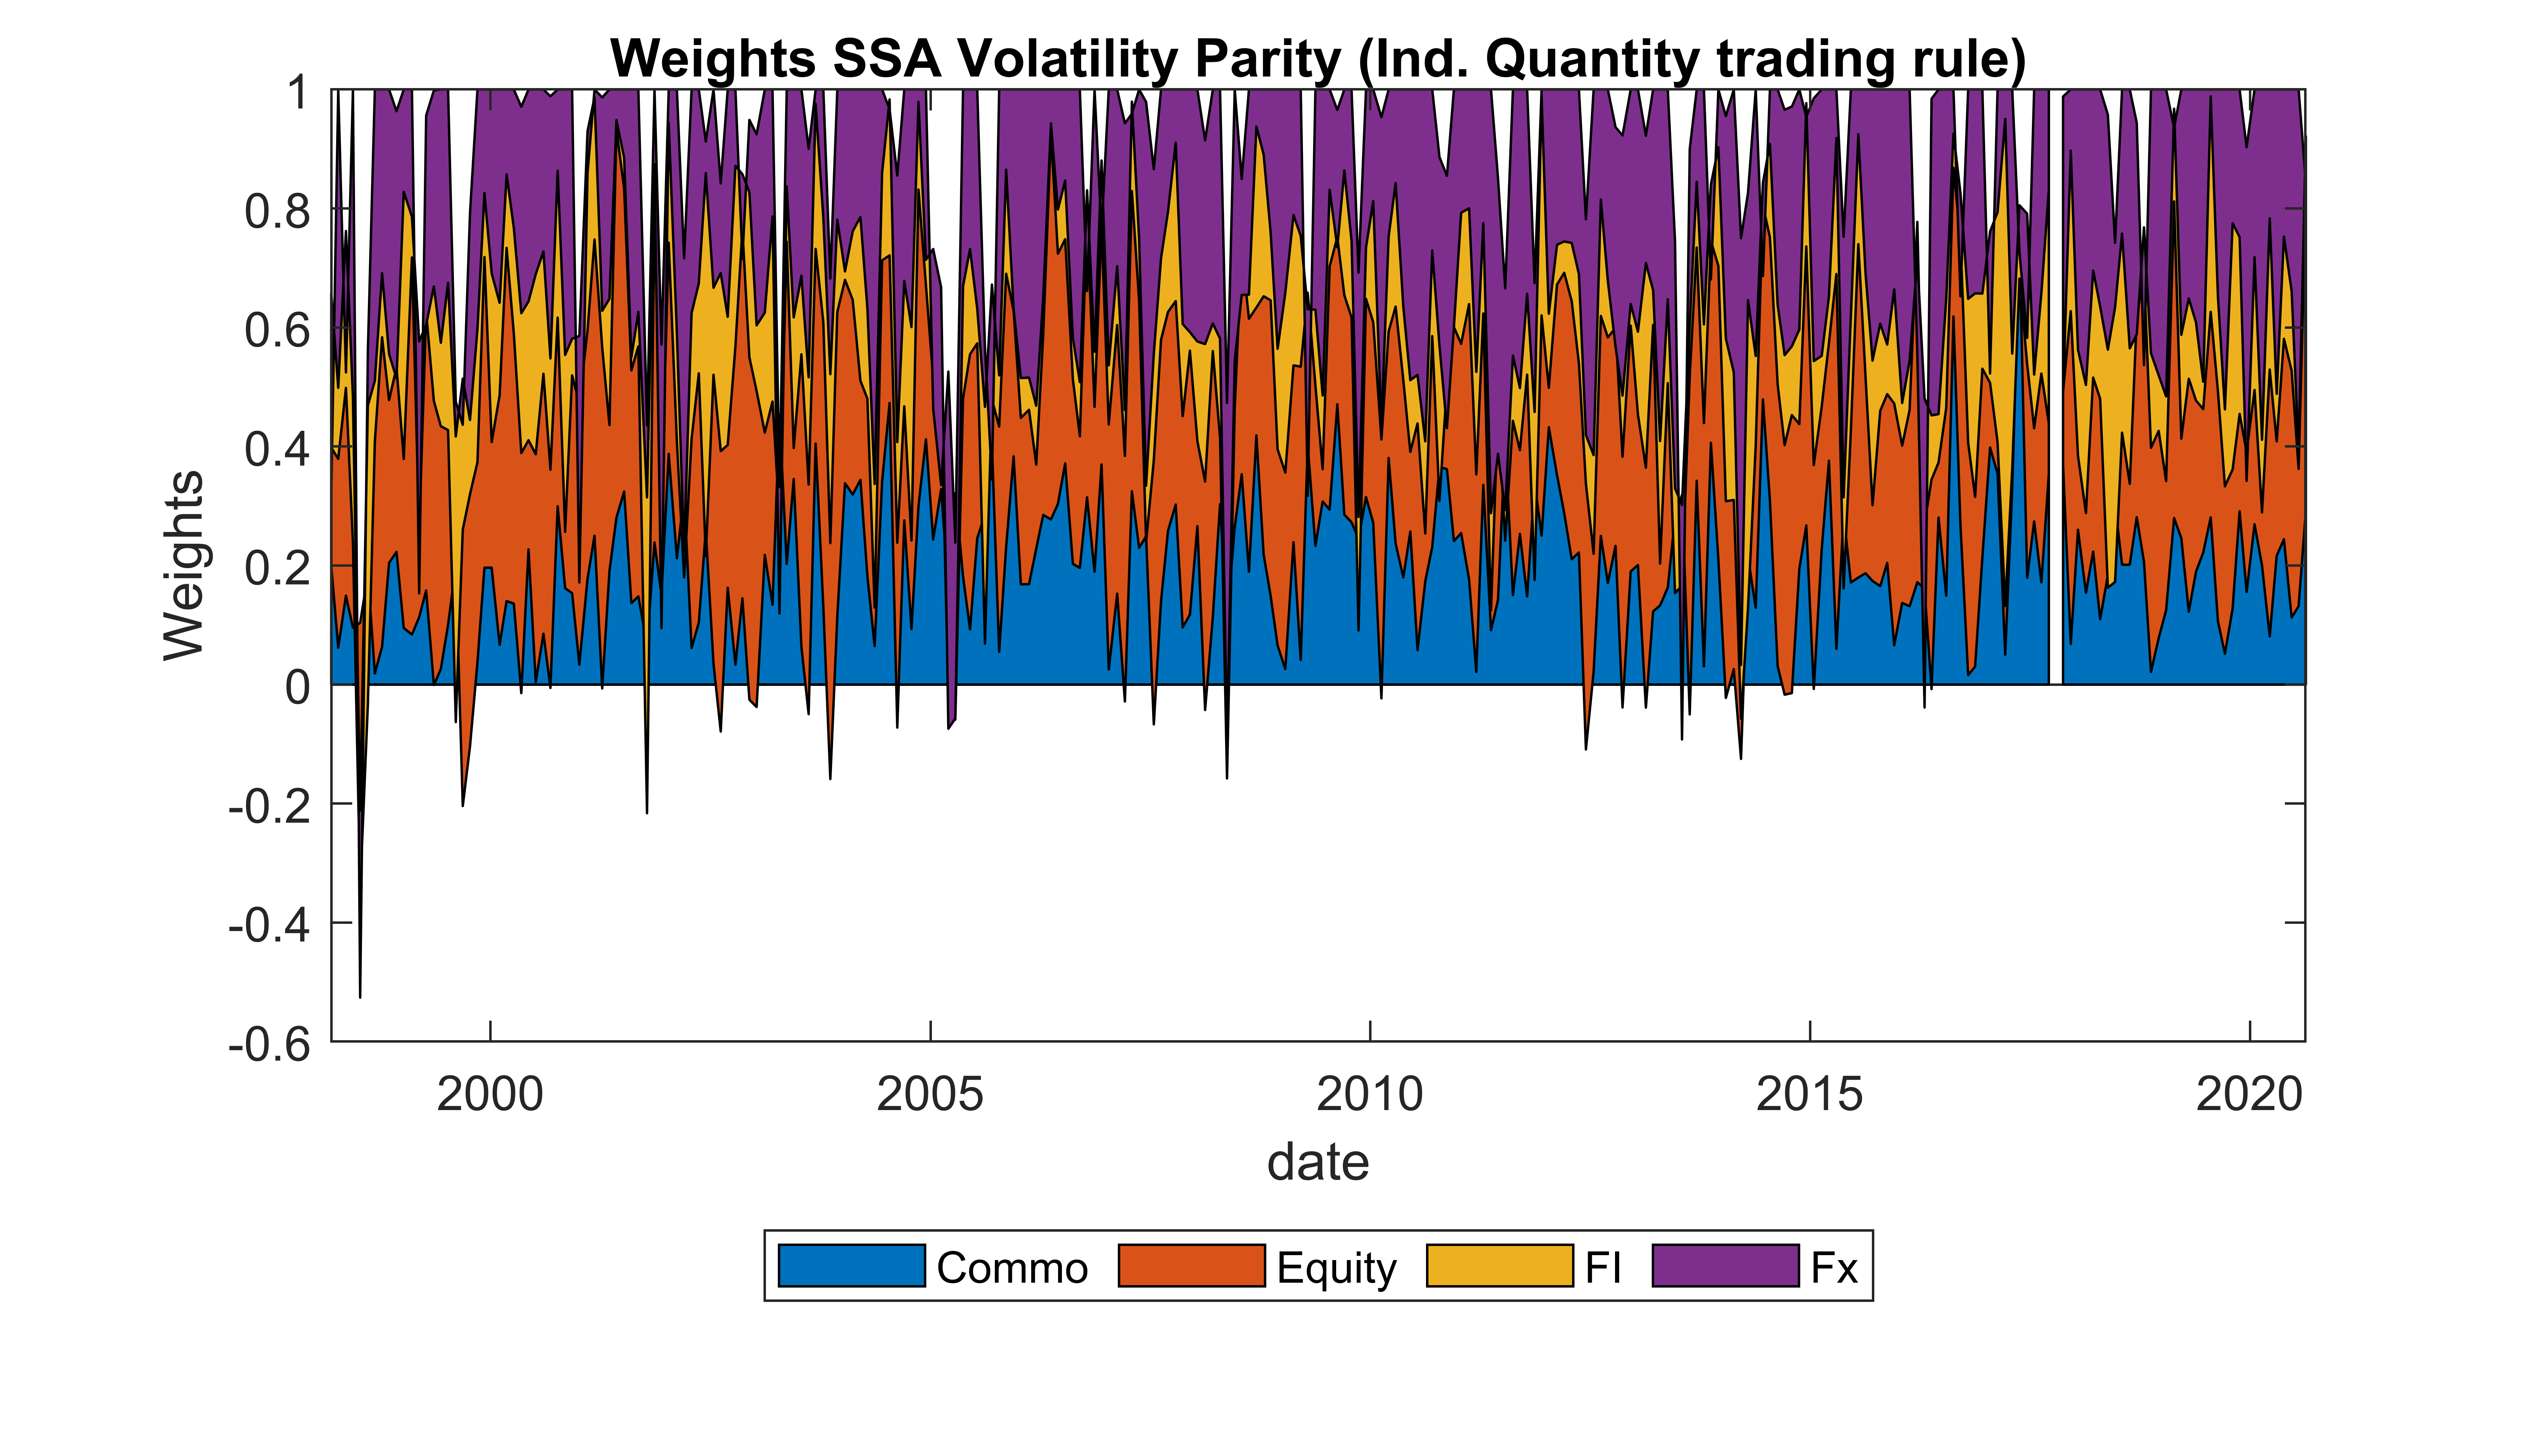 Weights SSA Volatility Parity (Ind. Quantity trading rule)
1
0.8
0.6
0.4
0.2
0
-0.2
-0.4
-0.6
Weights
2000 2005 2010 2015 2020
date
Commo Equity FI Fx